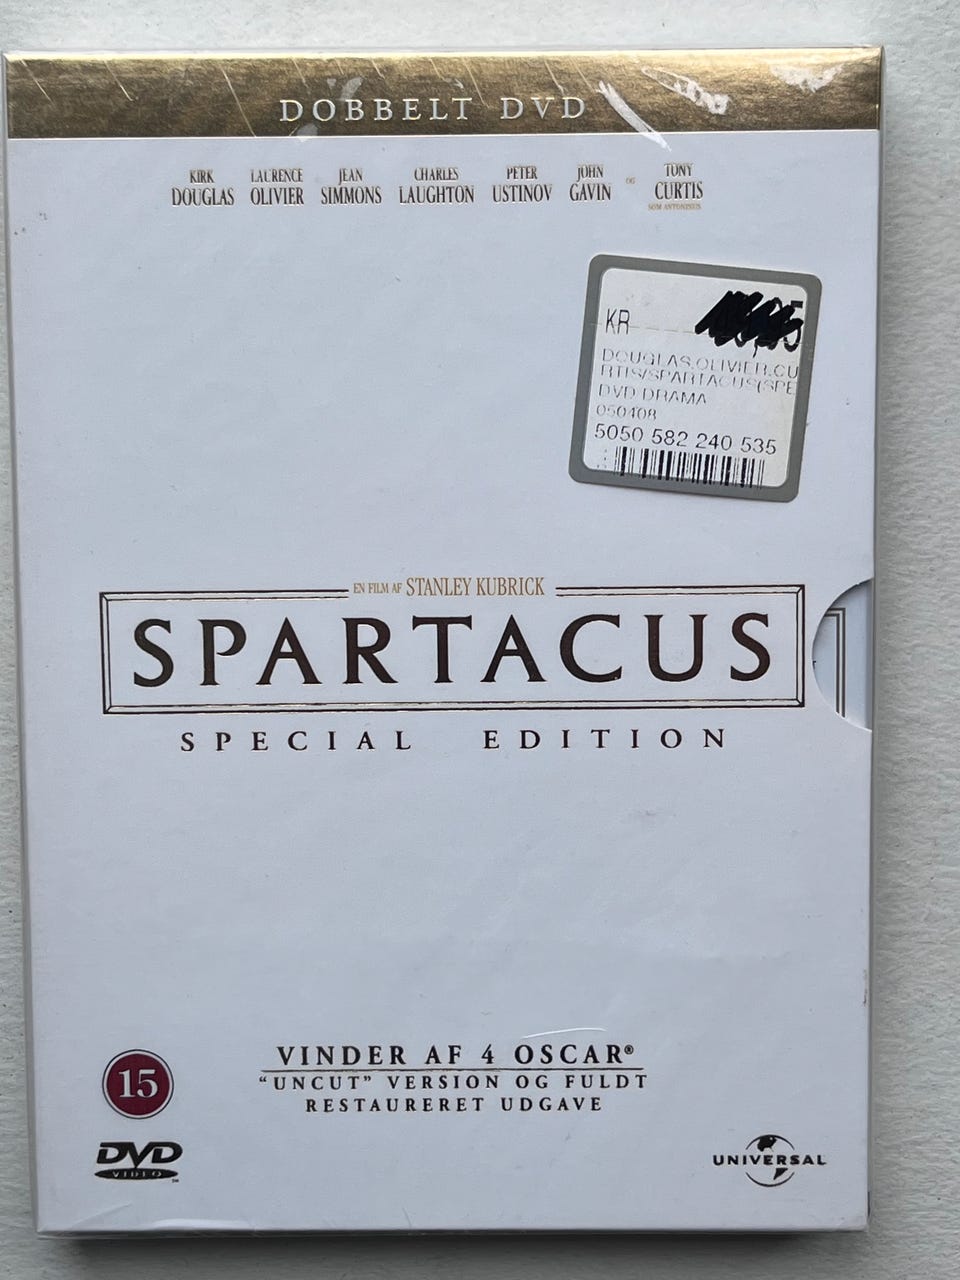 DOBBELT DVD
KIRK DOUGLAS LAURENCE OLIVIER JEAN SIMMONS CHARLES LAUGHTON PETER USTINOV JOHN GAVIN OG TONY CURTIS
SOM ANTONINUS
KR
DOUGLAS.OLIVIER.CU
RTIS/SPARTACUS(SPE
DVD DRAMA
050408
5050 582 240 535
EN FILM AF STANLEY KUBRICK
SPARTACUS
SPECIAL EDITION
15
VINDER AF 4 OSCAR®
"UNCUT" VERSION OG FULDT
RESTAURERET UDGAVE
DVD
VIDEO
UNIVERSAL